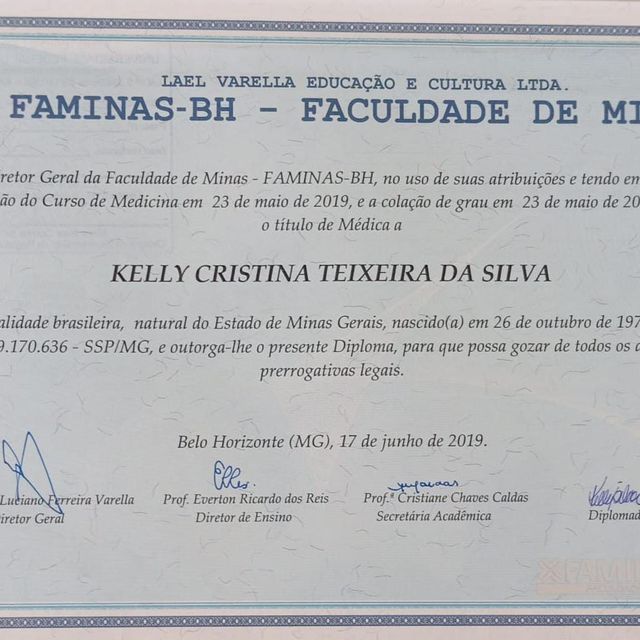 LAEL VARELLA EDUCAÇÃO E CULTURA LTDA.
FAMINAS-BH - FACULDADE DE MI
retor Geral da Faculdade de Minas - FAMINAS-BH, no uso de suas atribuições e tendo em
ão do Curso de Medicina em 23 de maio de 2019, e a colação de grau em 23 de maio de 20
o título de Médica a
KELLY CRISTINA TEIXEIRA DA SILVA
alidade brasileira, natural do Estado de Minas Gerais, nascido(a) em 26 de outubro de 197
9.170.636 - SSP/MG, e outorga-lhe o presente Diploma, para que possa gozar de todos os d
prerrogativas legais.
Belo Horizonte (MG), 17 de junho de 2019.
Luciano Ferreira Varella
iretor Geral
Prof. Everton Ricardo dos Reis
Diretor de Ensino
Prof.ª Cristiane Chaves Caldas
Secretária Acadêmica
Diplomad
FAMI